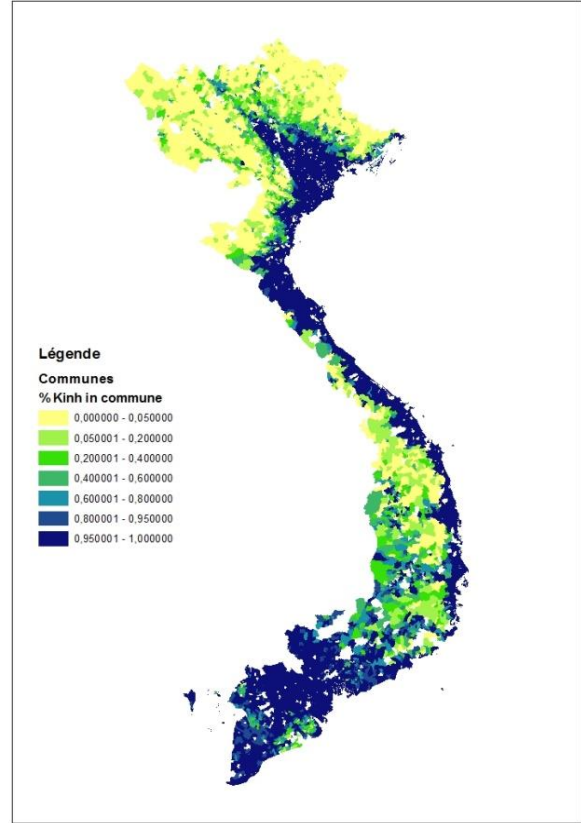 Légende
Communes
% Kinh in commune
0,000000 - 0,050000
0,050001 - 0,200000
0,200001 - 0,400000
0,400001 - 0,600000
0,600001 - 0,800000
0,800001 - 0,950000
0,950001 - 1,000000